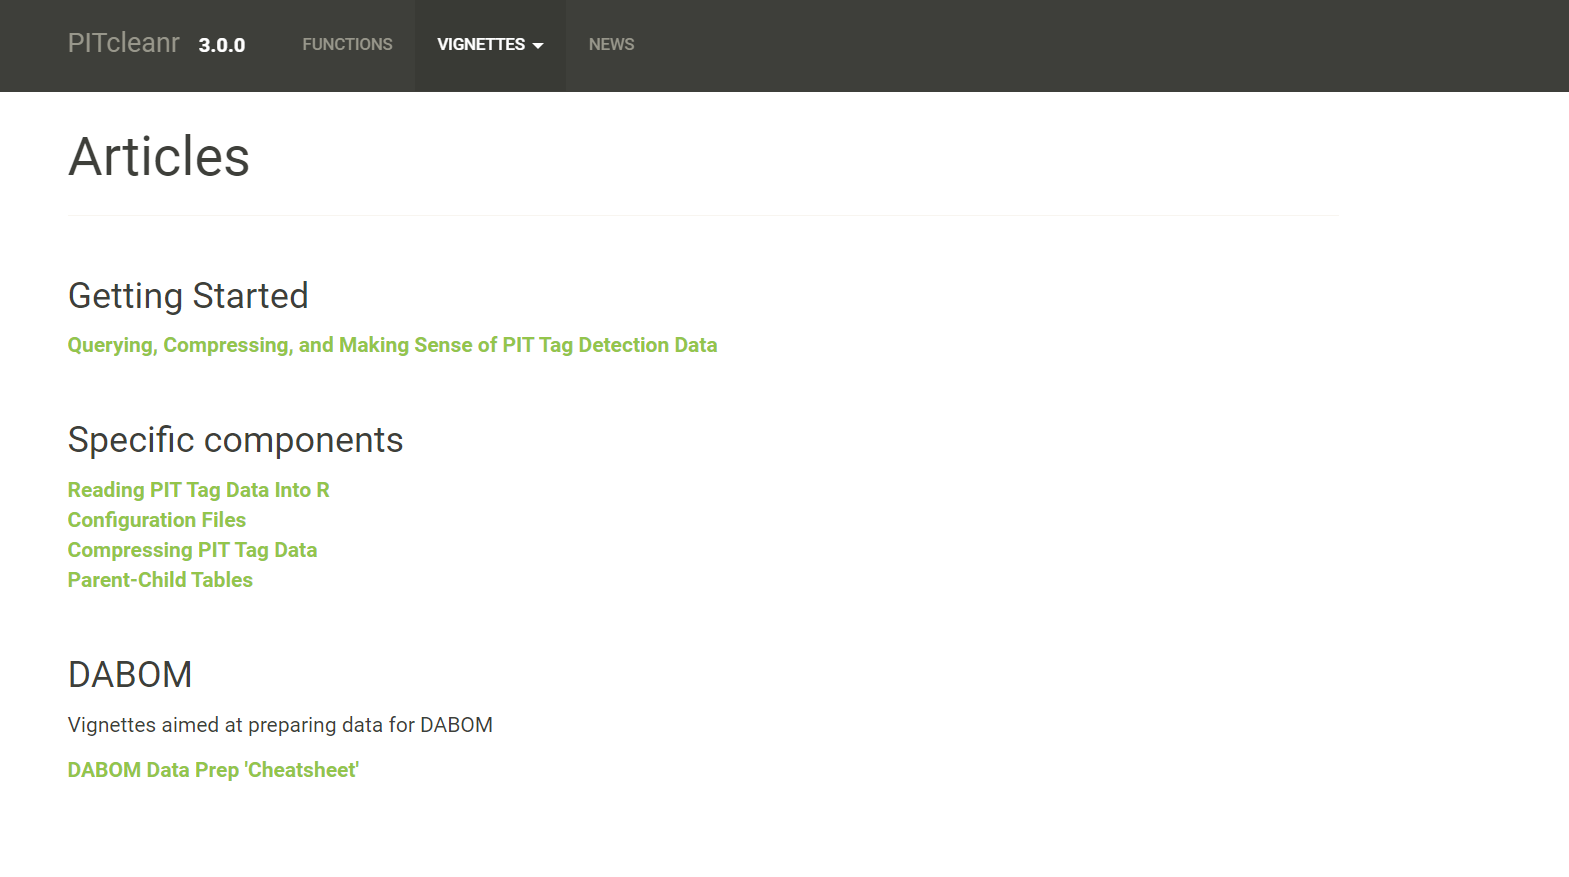 PITcleanr 3.0.0 FUNCTIONS VIGNETTES NEWS
Articles
Getting Started
Querying, Compressing, and Making Sense of PIT Tag Detection Data
Specific components
Reading PIT Tag Data Into R
Configuration Files
Compressing PIT Tag Data
Parent-Child Tables
DABOM
Vignettes aimed at preparing data for DABOM
DABOM Data Prep 'Cheatsheet'